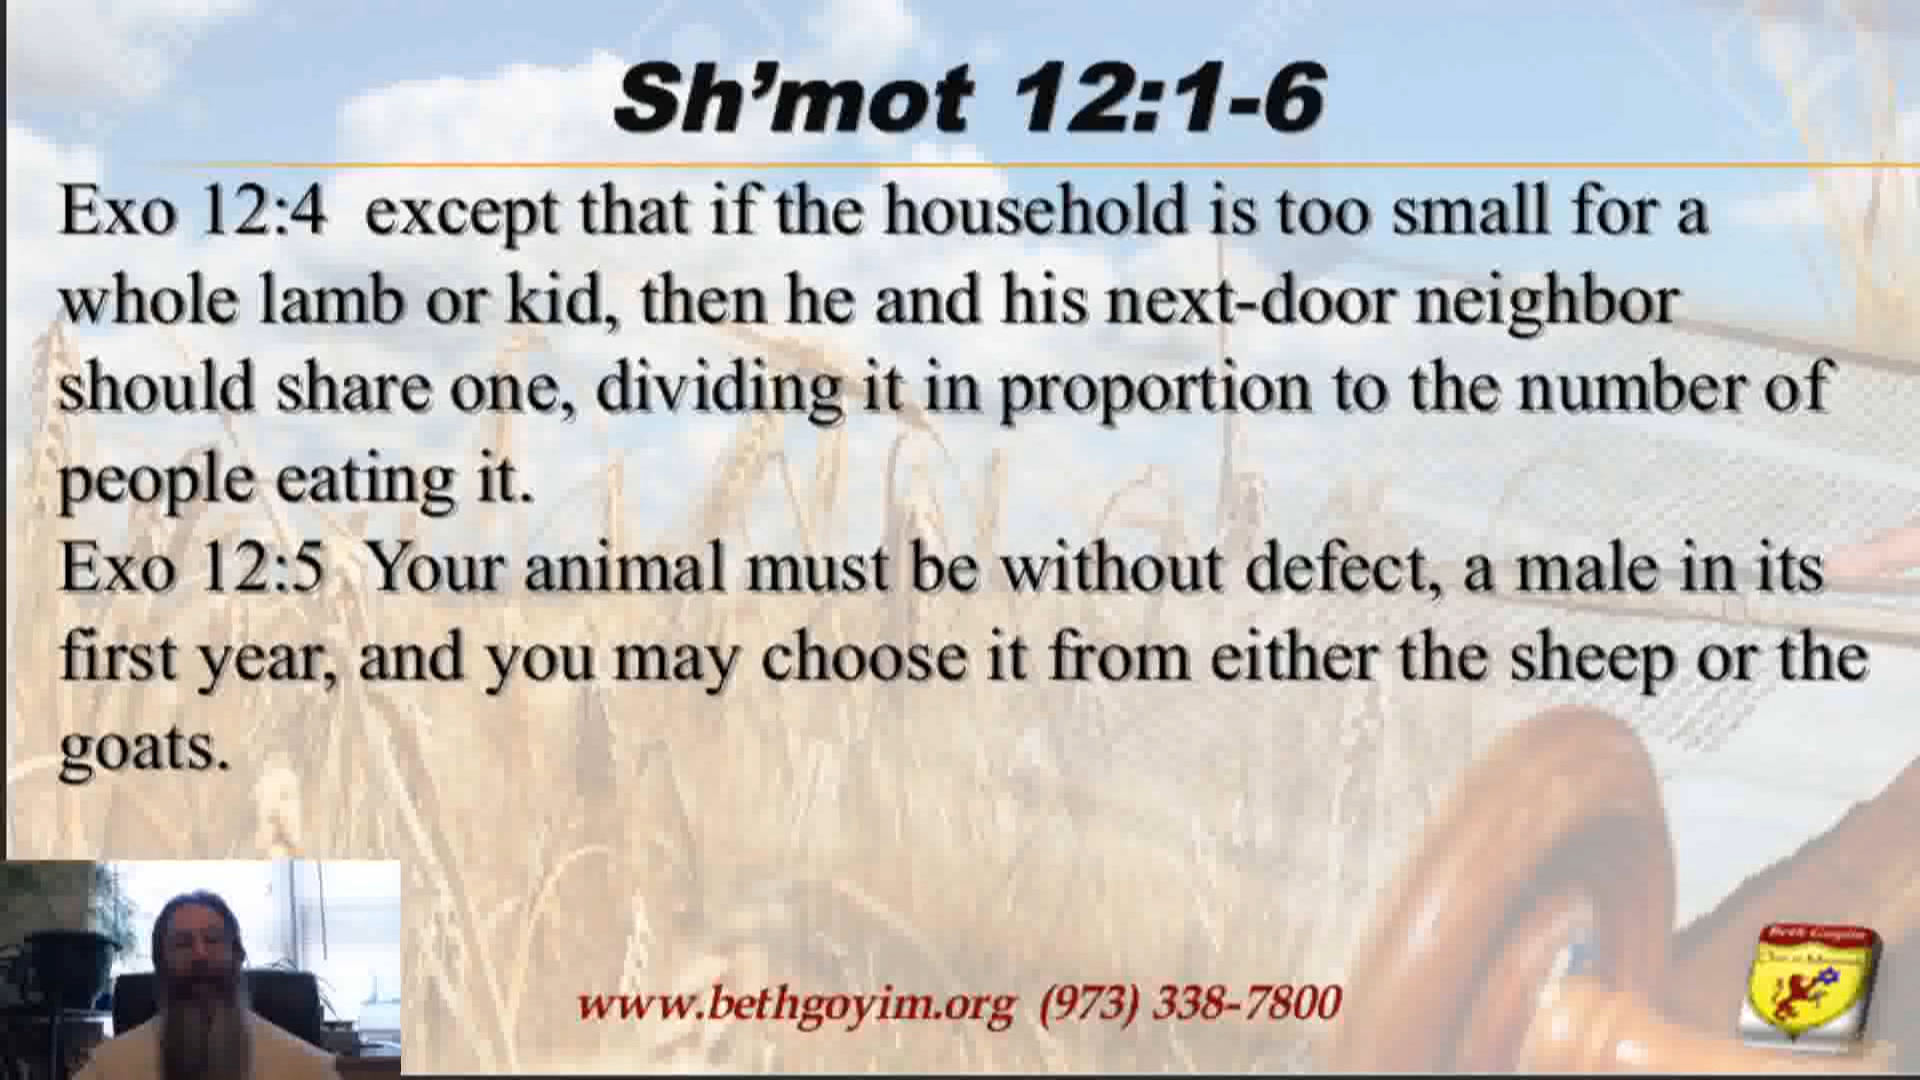 Sh’mot 12:1-6
Exo 12:4 except that if the household is too small for a
whole lamb or kid, then he and his next-door neighbor
should share one, dividing it in proportion to the number of
people eating it.
Exo 12:5 Your animal must be without defect, a male in its
first year, and you may choose it from either the sheep or the
goats.
www.bethgoyim.org (973) 338-7800
Beth Goyim